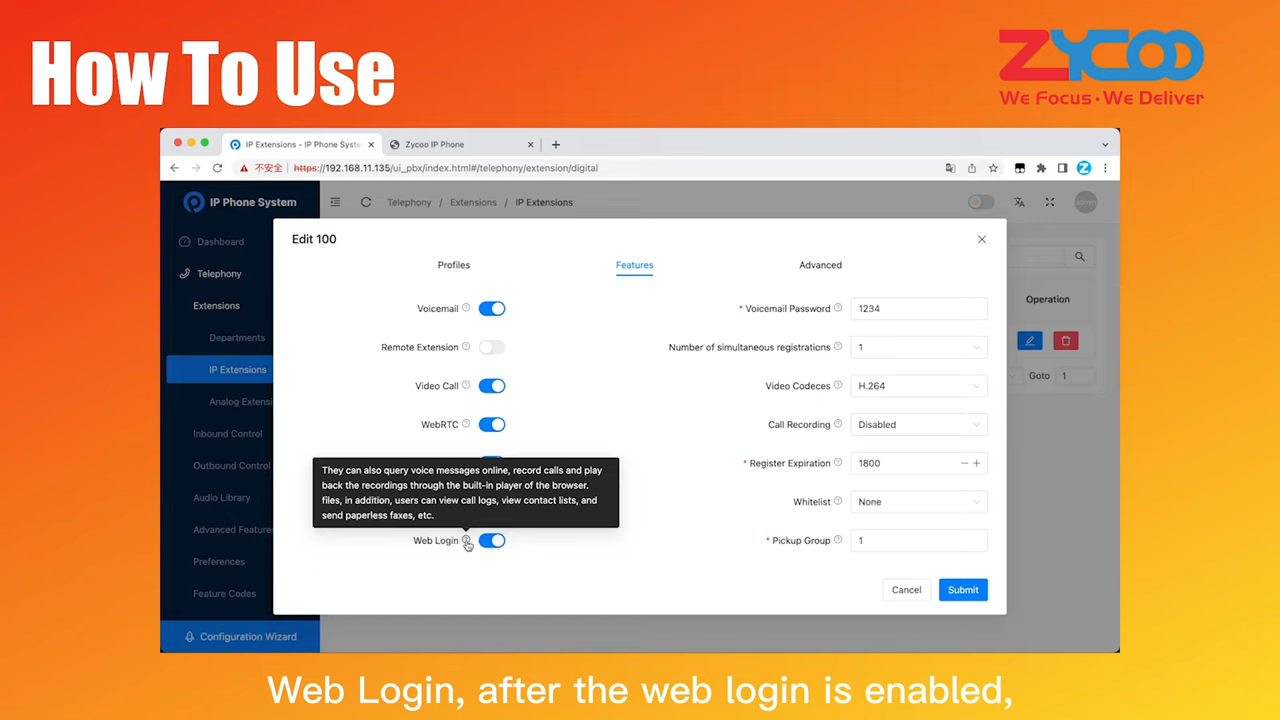 How To Use
ZYCOO
We Focus·We Deliver
IP Extensions - IP Phone Syste
Zycoo IP Phone
不安全
https://192.168.11.135/ui_pbx/index.html#/telephony/extension/digital
IP Phone System
Telephony / Extensions / IP Extensions
admin
Dashboard
Telephony
Extensions
Departments
IP Extensions
Analog Extensi
Inbound Control
Outbound Control
Audio Library
Advanced Feature
Preferences
Feature Codes
Configuration Wizard
Edit 100
Profiles
Features
Advanced
Voicemail
* Voicemail Password
1234
Remote Extension
Number of simultaneous registrations
1
Video Call
Video Codeces
H.264
WebRTC
Call Recording
Disabled
They can also query voice messages online, record calls and play
back the recordings through the built-in player of the browser.
files, in addition, users can view call logs, view contact lists, and
send paperless faxes, etc.
* Register Expiration
1800
Whitelist
None
Web Login
* Pickup Group
1
Cancel
Submit
Operation
Goto 1
Web Login, after the web login is enabled,